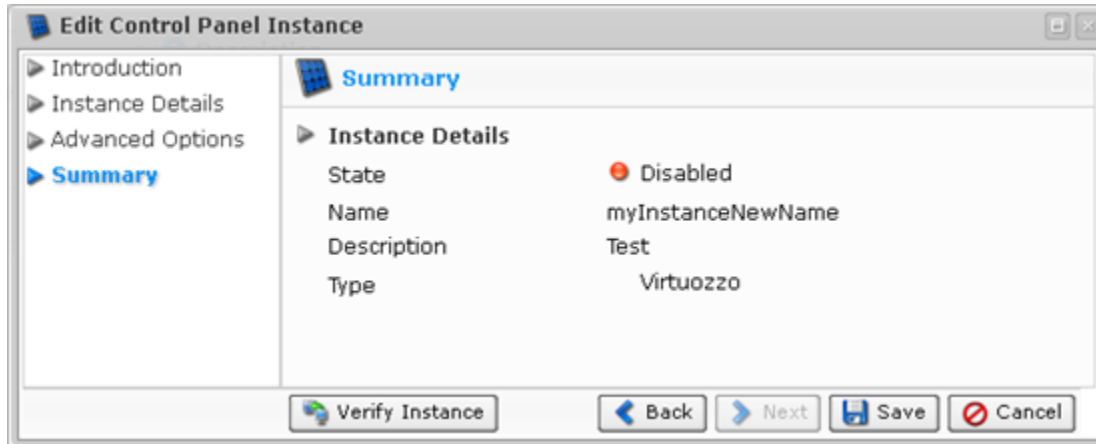 Edit Control Panel Instance
Introduction
Instance Details
Advanced Options
Summary
Summary
Instance Details
State Disabled
Name myInstanceNewName
Description Test
Type Virtuozzo
Verify Instance Back Next Save Cancel